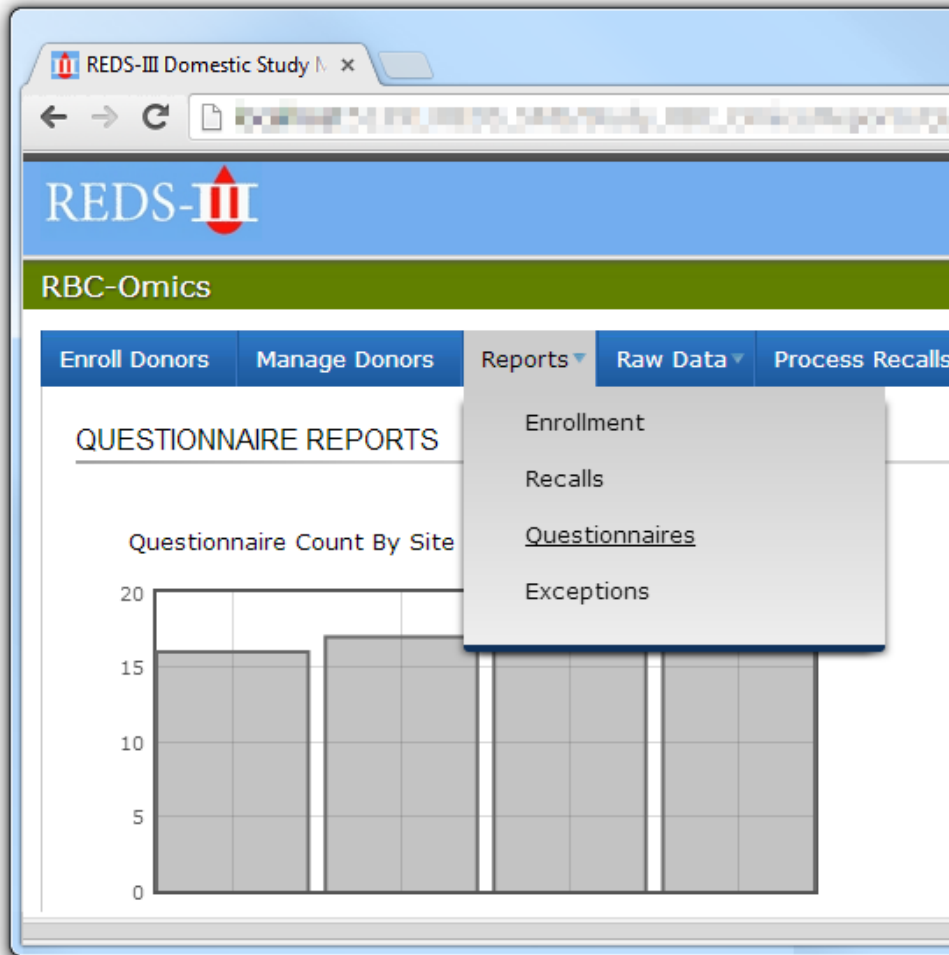 REDS-III Domestic Study M
REDS-III
RBC-Omics
Enroll Donors Manage Donors Reports Raw Data Process Recalls
QUESTIONNAIRE REPORTS
Enrollment
Recalls
Questionnaires
Exceptions
Questionnaire Count By Site
20
15
10
5
0